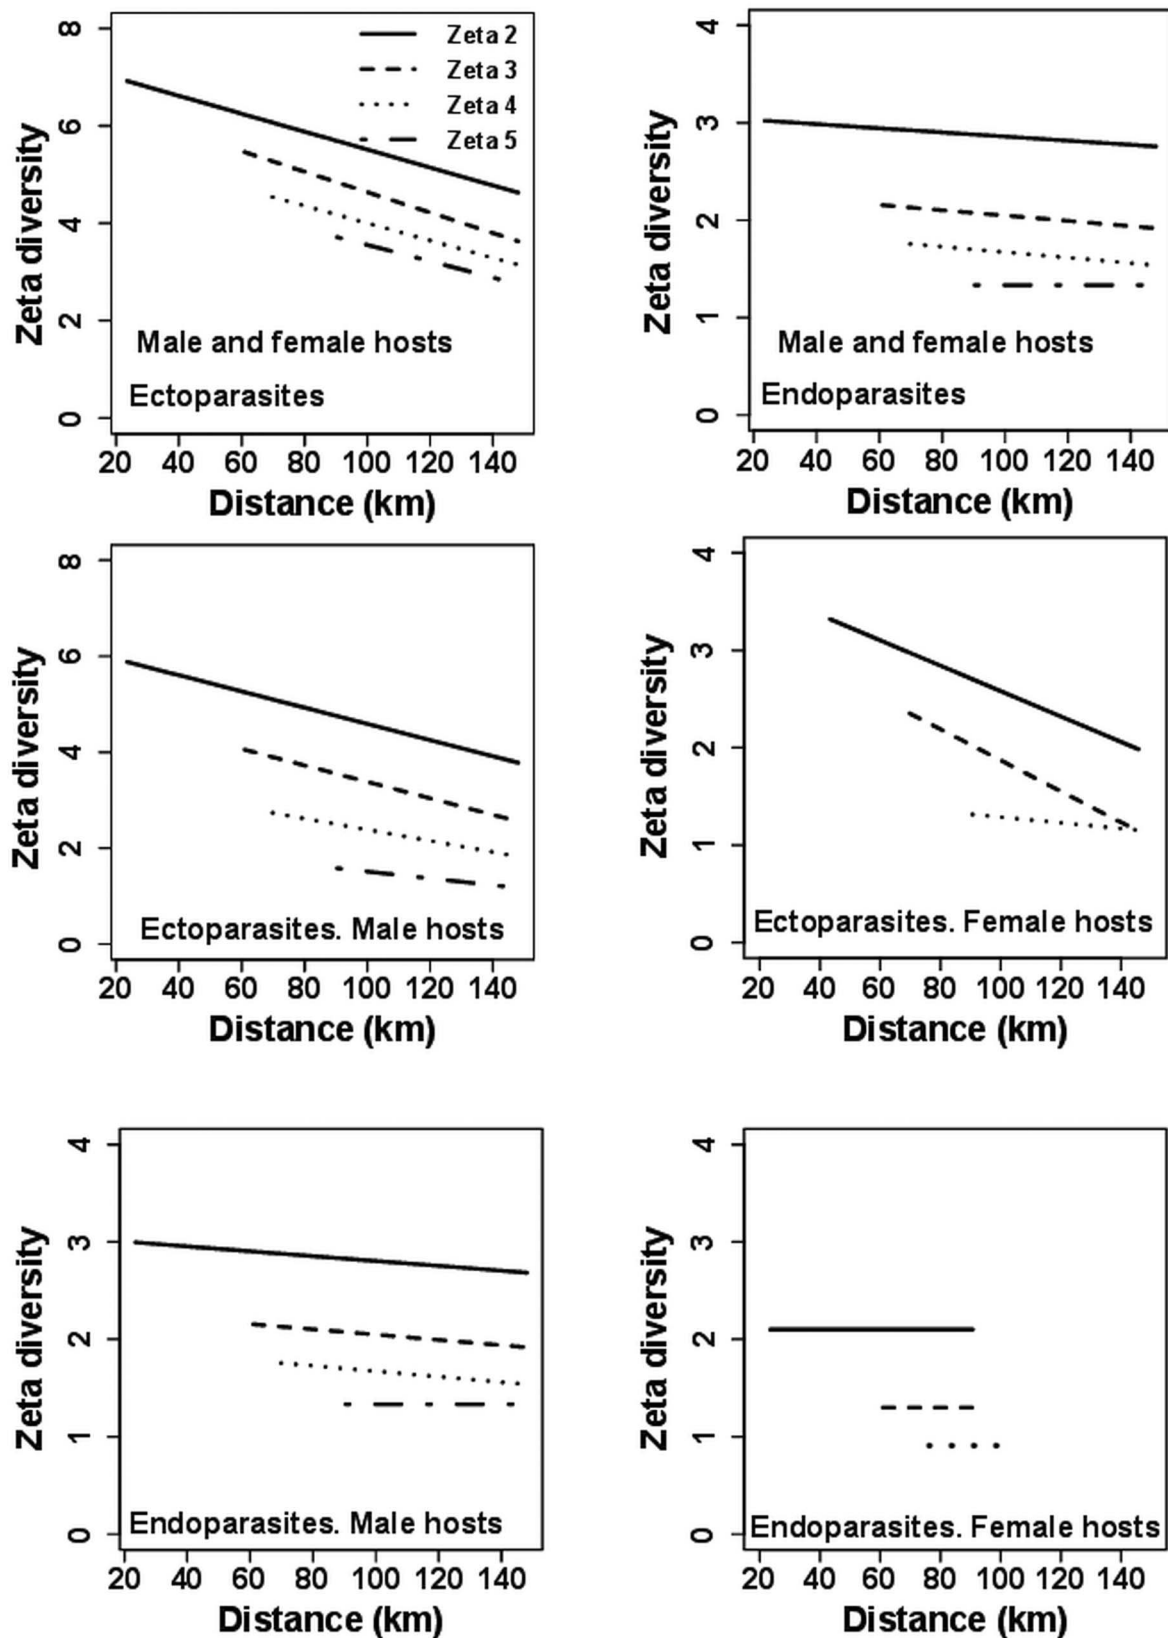 Zeta diversity
8
6
4
2
0
Zeta 2
Zeta 3
Zeta 4
Zeta 5
Male and female hosts
Ectoparasites
20 40 60 80 100 120 140
Distance (km)
Zeta diversity
4
3
2
1
0
Male and female hosts
Endoparasites
20 40 60 80 100 120 140
Distance (km)
Zeta diversity
8
6
4
2
0
Ectoparasites. Male hosts
20 40 60 80 100 120 140
Distance (km)
Zeta diversity
4
3
2
1
0
Ectoparasites. Female hosts
20 40 60 80 100 120 140
Distance (km)
Zeta diversity
4
3
2
1
0
Endoparasites. Male hosts
20 40 60 80 100 120 140
Distance (km)
Zeta diversity
4
3
2
1
0
Endoparasites. Female hosts
20 40 60 80 100 120 140
Distance (km)